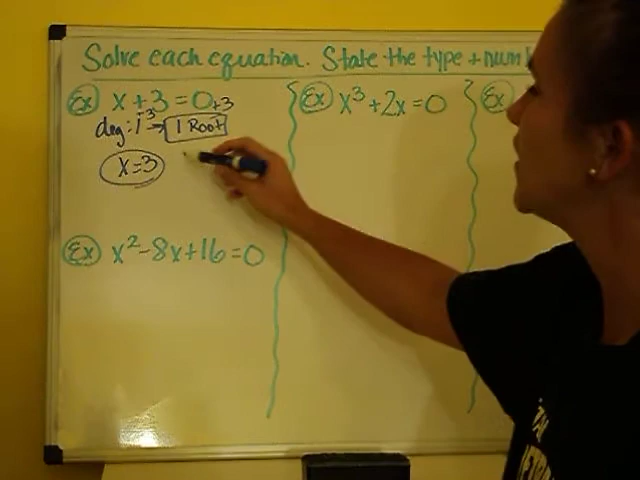 Solve each equation. State the type + num
Ex x + 3 = 0 +3
-3
deg: 1 → 1 Root
x = 3
Ex x² - 8x + 16 = 0
Ex x³ + 2x = 0
Ex